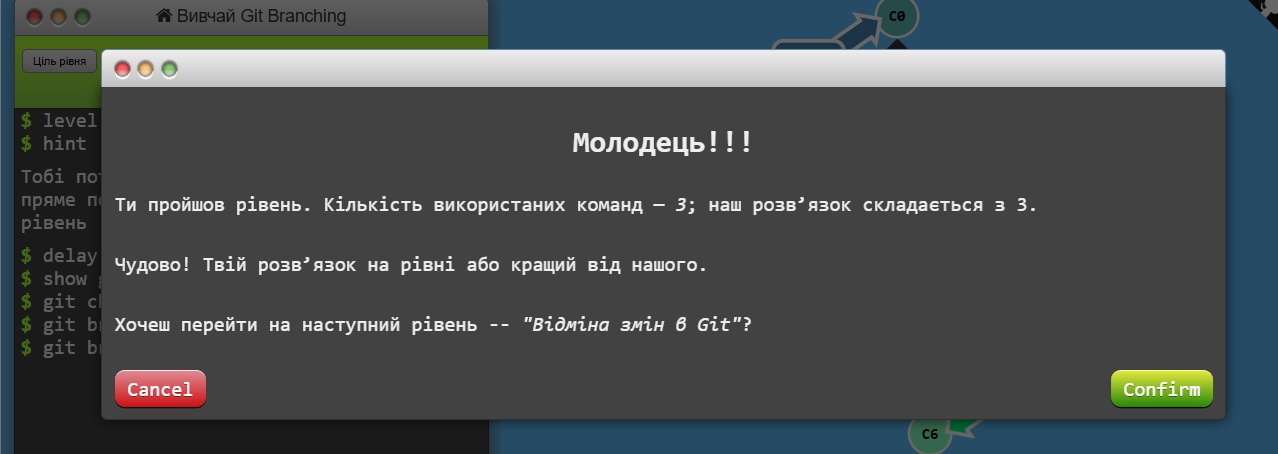 Вивчай Git Branching
C0
Ціль рівня
$ level
$ hint
Тобі
пряме
рівень
$ delay
$ show
$ git
$ git
$ git
Молодець!!!
Ти пройшов рівень. Кількість використаних команд — 3; наш розв’язок складається з 3.
Чудово! Твій розв’язок на рівні або кращий від нашого.
Хочеш перейти на наступний рівень -- "Відміна змін в Git"?
Cancel
Confirm
C6